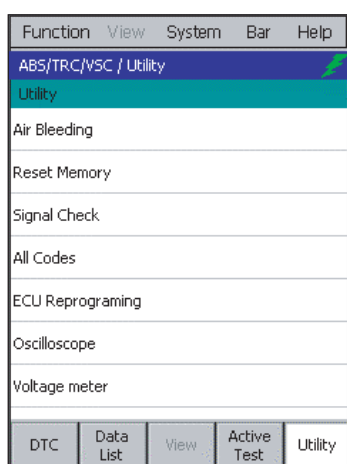 Function View System Bar Help
ABS/TRC/VSC / Utility
Utility
Air Bleeding
Reset Memory
Signal Check
All Codes
ECU Reprograming
Oscilloscope
Voltage meter
DTC Data List View Active Test Utility